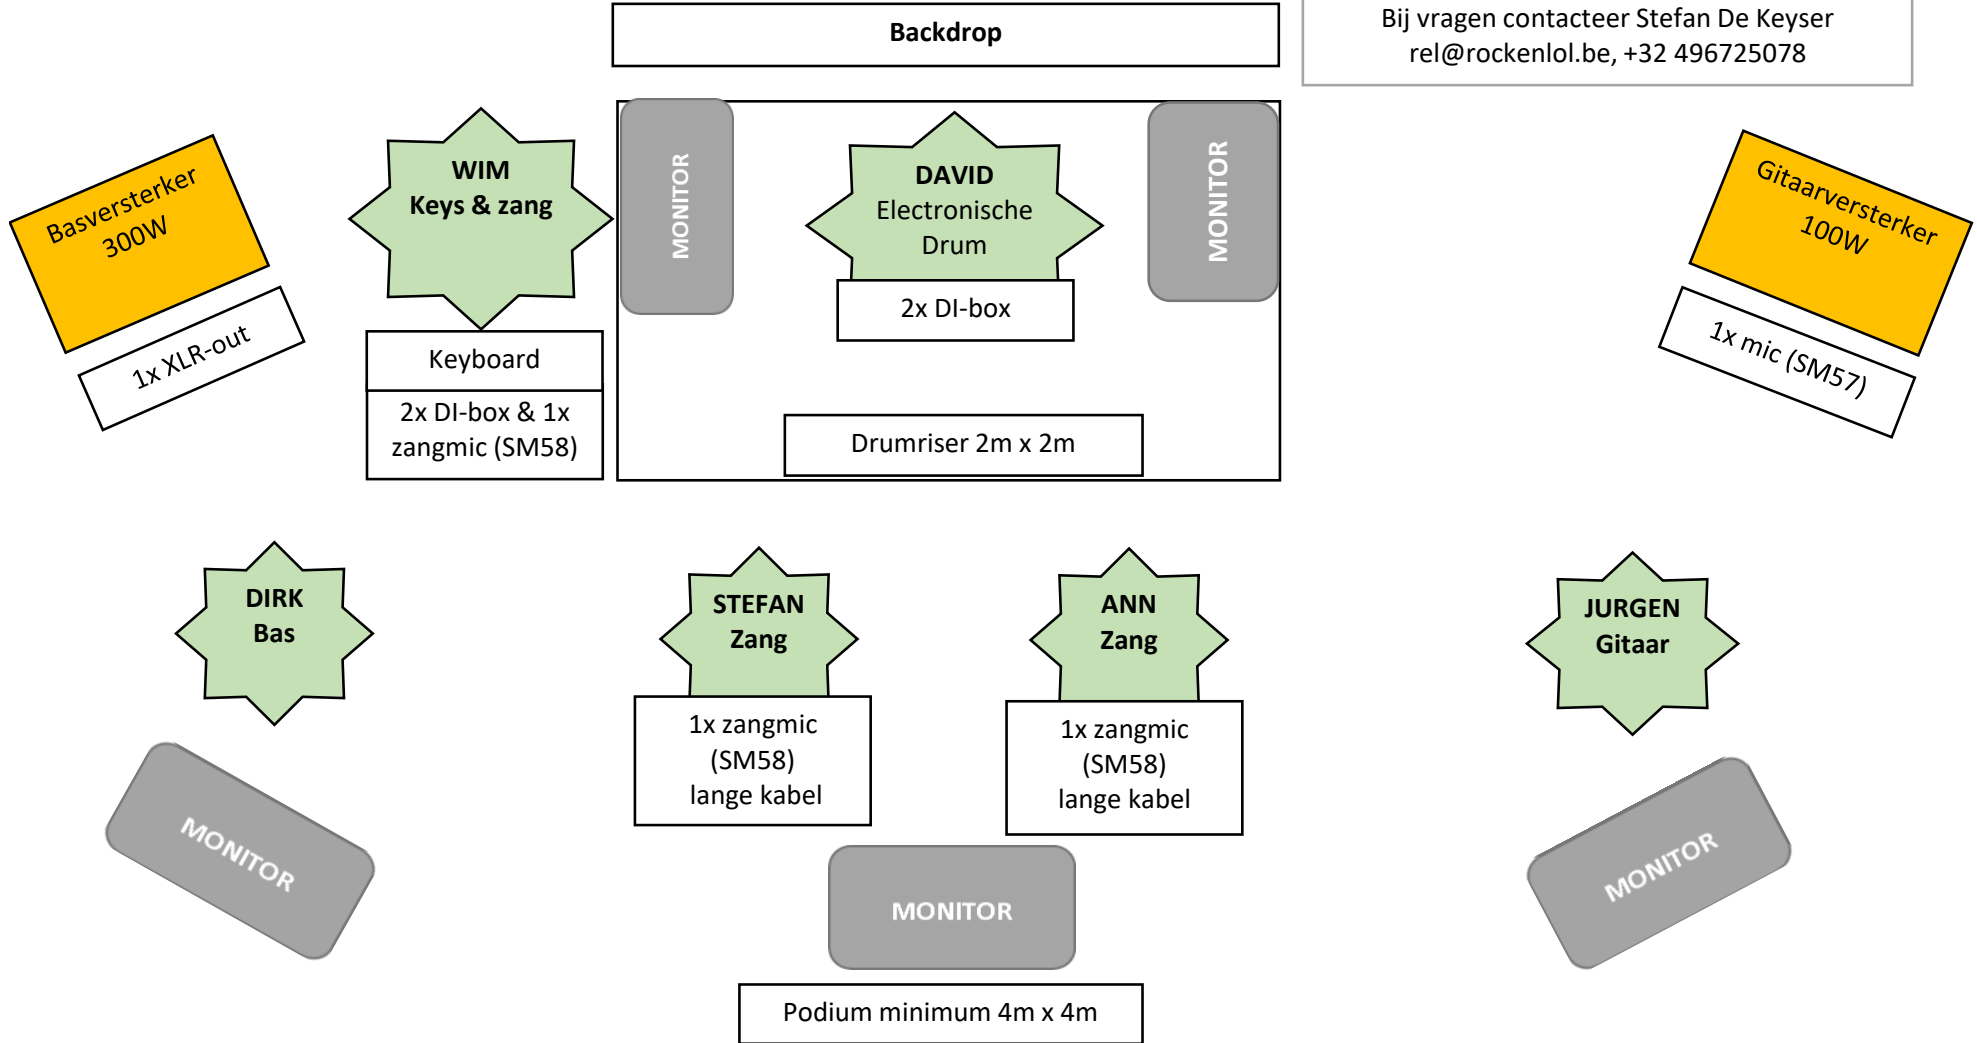 Backdrop
Bij vragen contacteer Stefan De Keyser
rel@rockenlol.be, +32 496725078
Basversterker
300W
1x XLR-out
WIM
Keys & zang
Keyboard
2x DI-box & 1x
zangmic (SM58)
MONITOR
DAVID
Electronische
Drum
2x DI-box
MONITOR
Drumriser 2m x 2m
Gitaarversterker
100W
1x mic (SM57)
DIRK
Bas
STEFAN
Zang
1x zangmic
(SM58)
lange kabel
ANN
Zang
1x zangmic
(SM58)
lange kabel
JURGEN
Gitaar
MONITOR
MONITOR
MONITOR
Podium minimum 4m x 4m